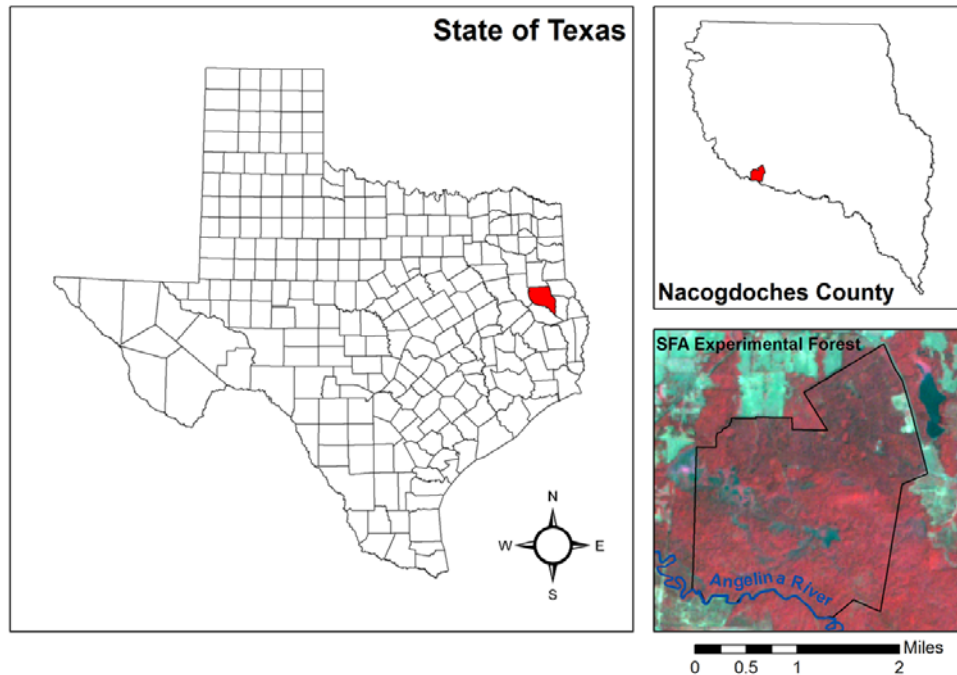 State of Texas
N
W E
S
Nacogdoches County
SFA Experimental Forest
Angelina River
Miles
0 0.5 1 2